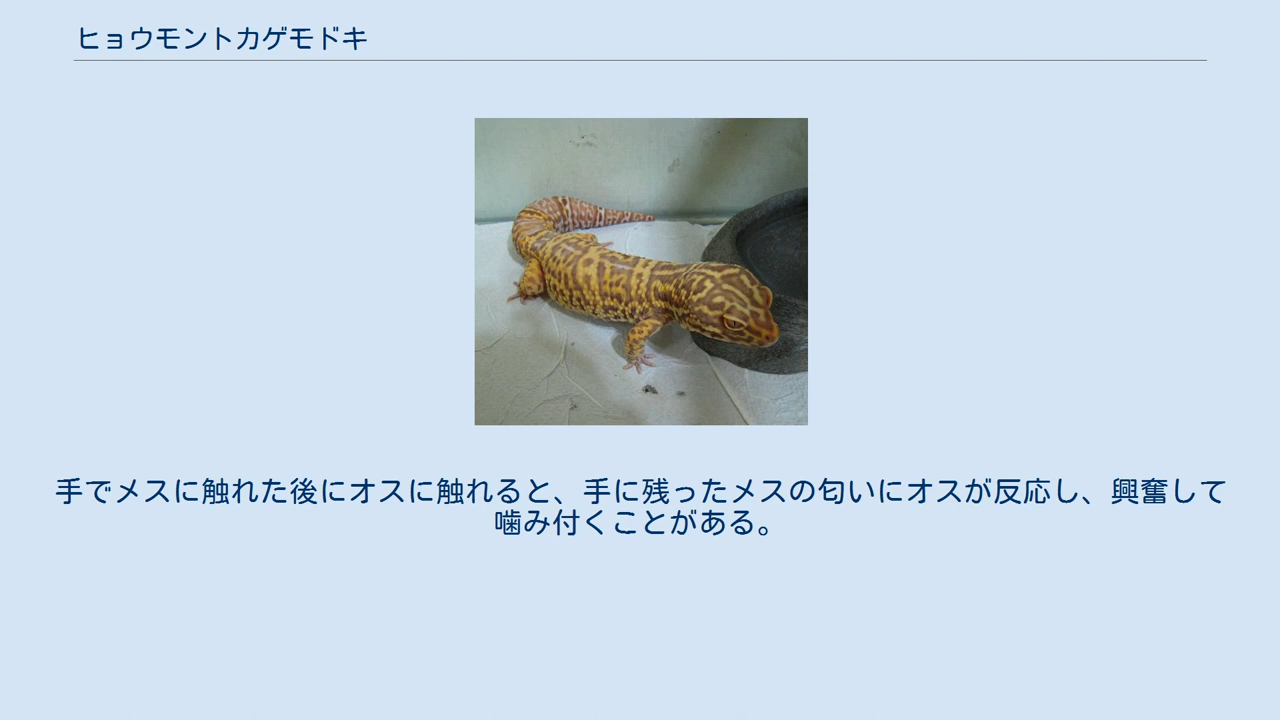 ヒョウモントカゲモドキ
手でメスに触れた後にオスに触れると、手に残ったメスの匂いにオスが反応し、興奮して
噛み付くことがある。